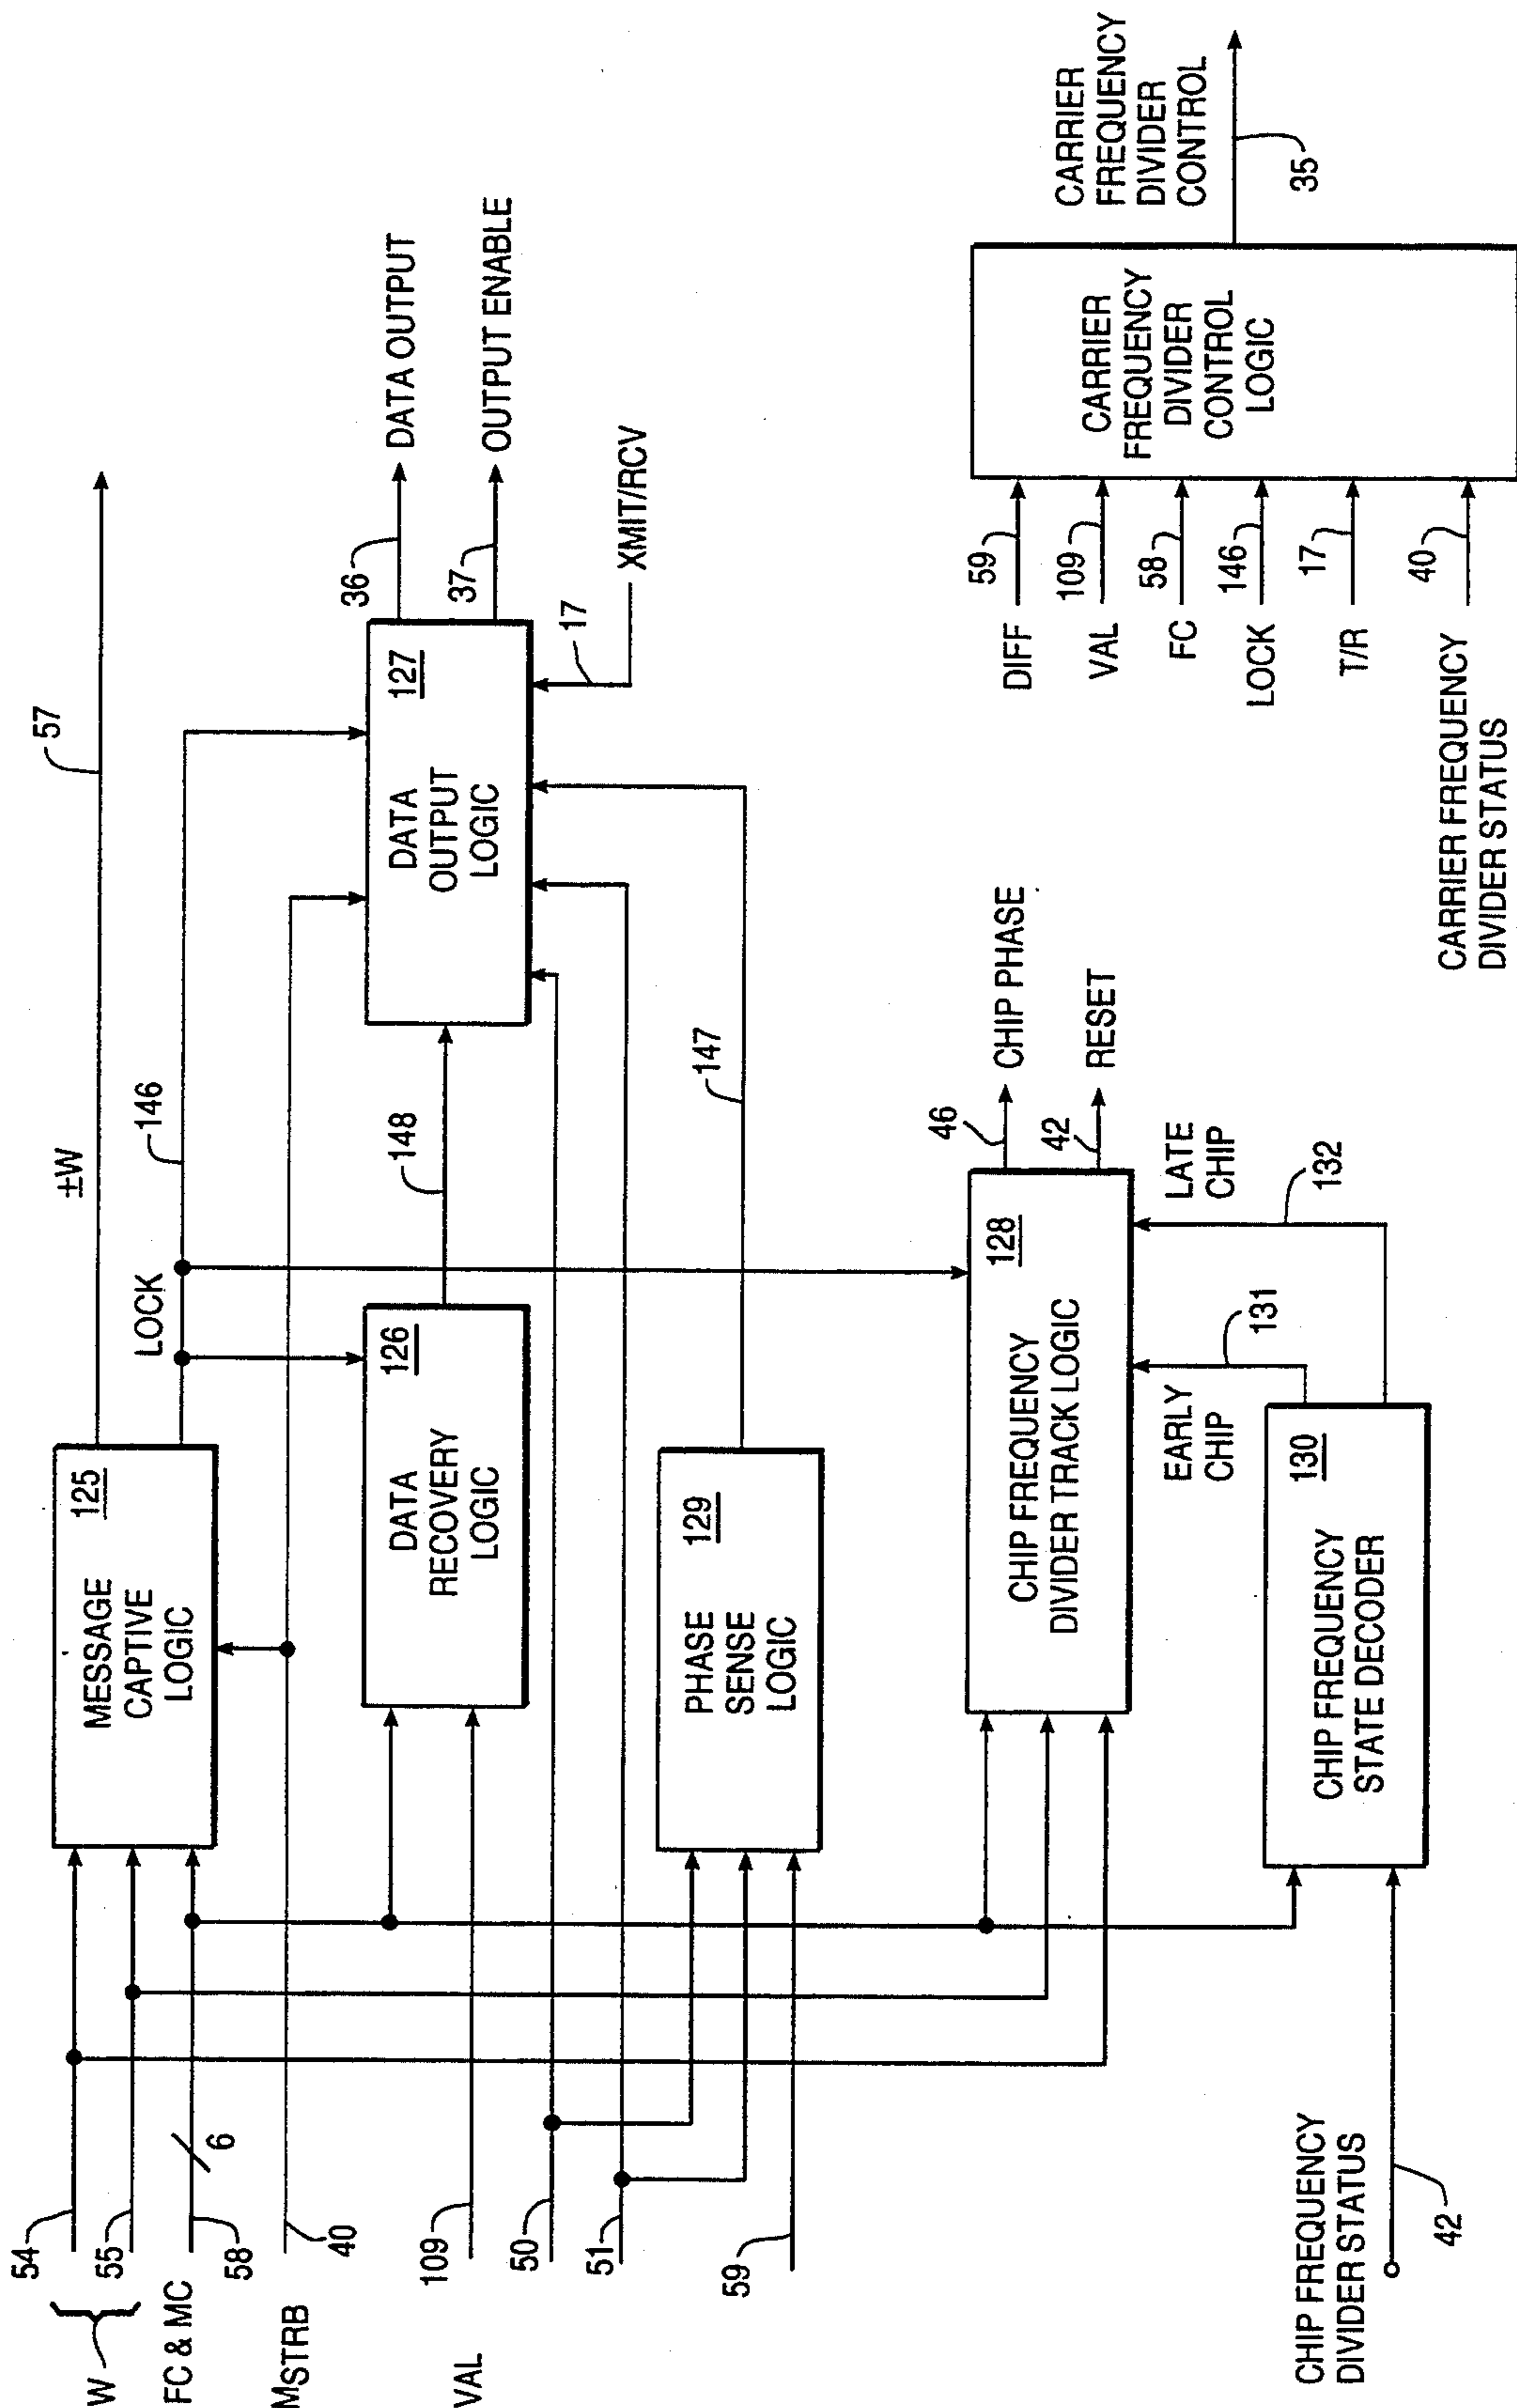 W
54
55
FC & MC
58
6
MSTRB
40
VAL
109
50
51
59
CHIP FREQUENCY
DIVIDER STATUS
42
MESSAGE
CAPTIVE
LOGIC
125
DATA
RECOVERY
LOGIC
126
PHASE
SENSE
LOGIC
129
CHIP FREQUENCY
DIVIDER TRACK LOGIC
128
CHIP FREQUENCY
STATE DECODER
130
EARLY
CHIP
131
LATE
CHIP
132
LOCK
146
±W
57
148
147
DATA
OUTPUT
LOGIC
127
46
CHIP PHASE
42
RESET
36
DATA OUTPUT
37
OUTPUT ENABLE
17
XMIT/RCV
DIFF
59
VAL
109
FC
58
LOCK
146
T/R
17
CARRIER FREQUENCY
DIVIDER STATUS
40
CARRIER
FREQUENCY
DIVIDER
CONTROL
LOGIC
CARRIER
FREQUENCY
DIVIDER
CONTROL
35